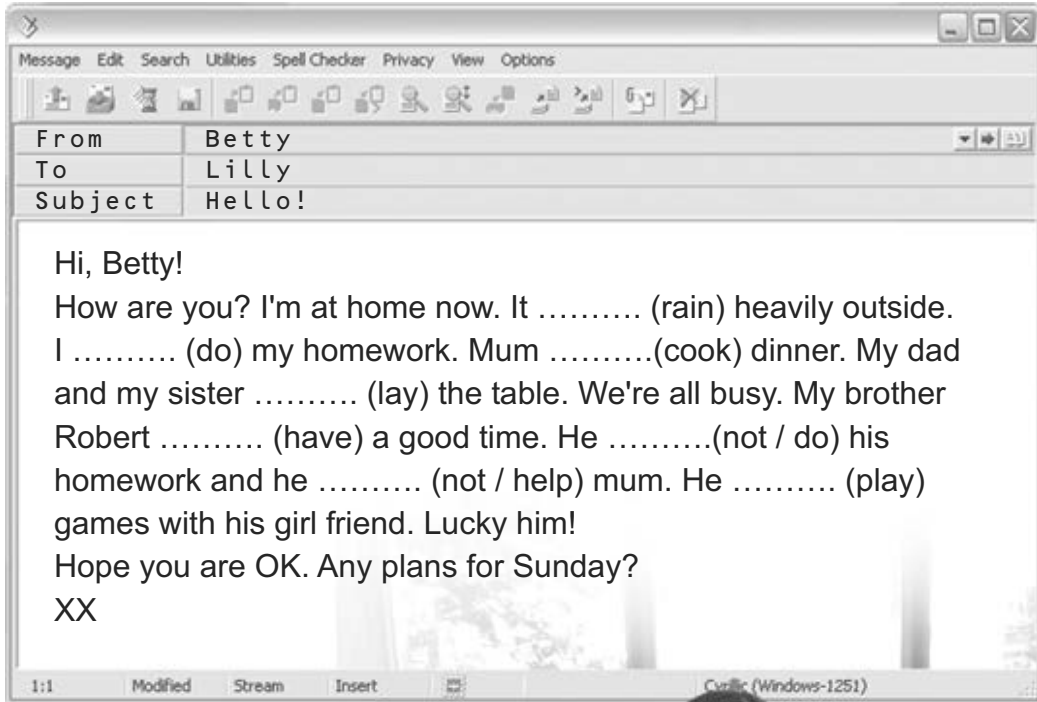 Message Edit Search Utilities Spell Checker Privacy View Options
From Betty
To Lilly
Subject Hello!
Hi, Betty!
How are you? I'm at home now. It .......... (rain) heavily outside.
I .......... (do) my homework. Mum ..........(cook) dinner. My dad
and my sister .......... (lay) the table. We're all busy. My brother
Robert .......... (have) a good time. He ..........(not / do) his
homework and he .......... (not / help) mum. He .......... (play)
games with his girl friend. Lucky him!
Hope you are OK. Any plans for Sunday?
XX
1:1 Modified Stream Insert Cyrillic (Windows-1251)